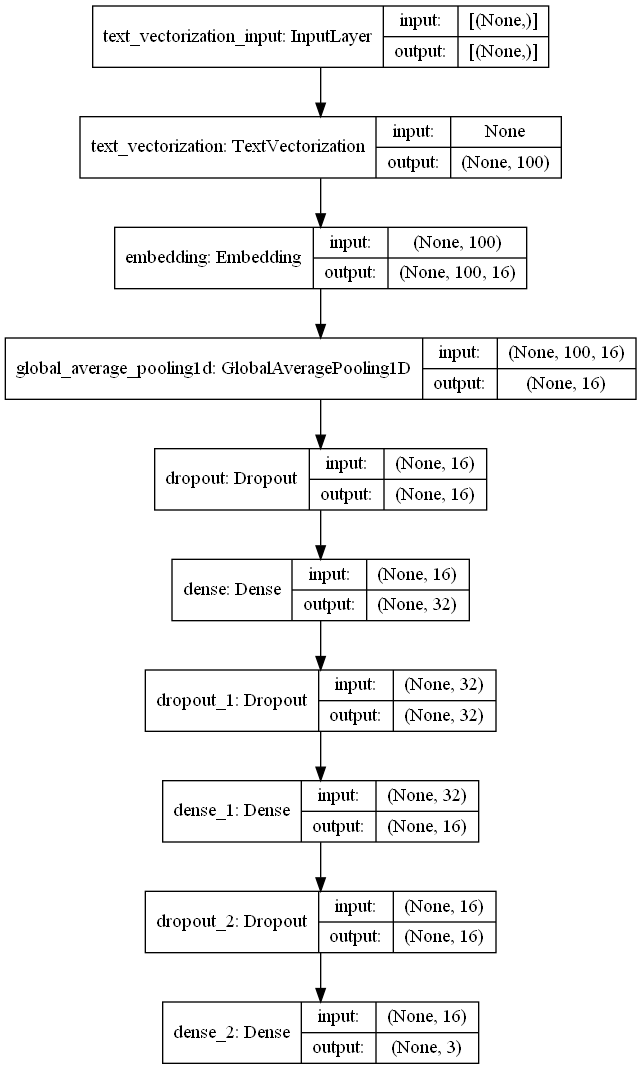 text_vectorization_input: InputLayer
input: [(None,)]
output: [(None,)]
text_vectorization: TextVectorization
input: None
output: (None, 100)
embedding: Embedding
input: (None, 100)
output: (None, 100, 16)
global_average_pooling1d: GlobalAveragePooling1D
input: (None, 100, 16)
output: (None, 16)
dropout: Dropout
input: (None, 16)
output: (None, 16)
dense: Dense
input: (None, 16)
output: (None, 32)
dropout_1: Dropout
input: (None, 32)
output: (None, 32)
dense_1: Dense
input: (None, 32)
output: (None, 16)
dropout_2: Dropout
input: (None, 16)
output: (None, 16)
dense_2: Dense
input: (None, 16)
output: (None, 3)